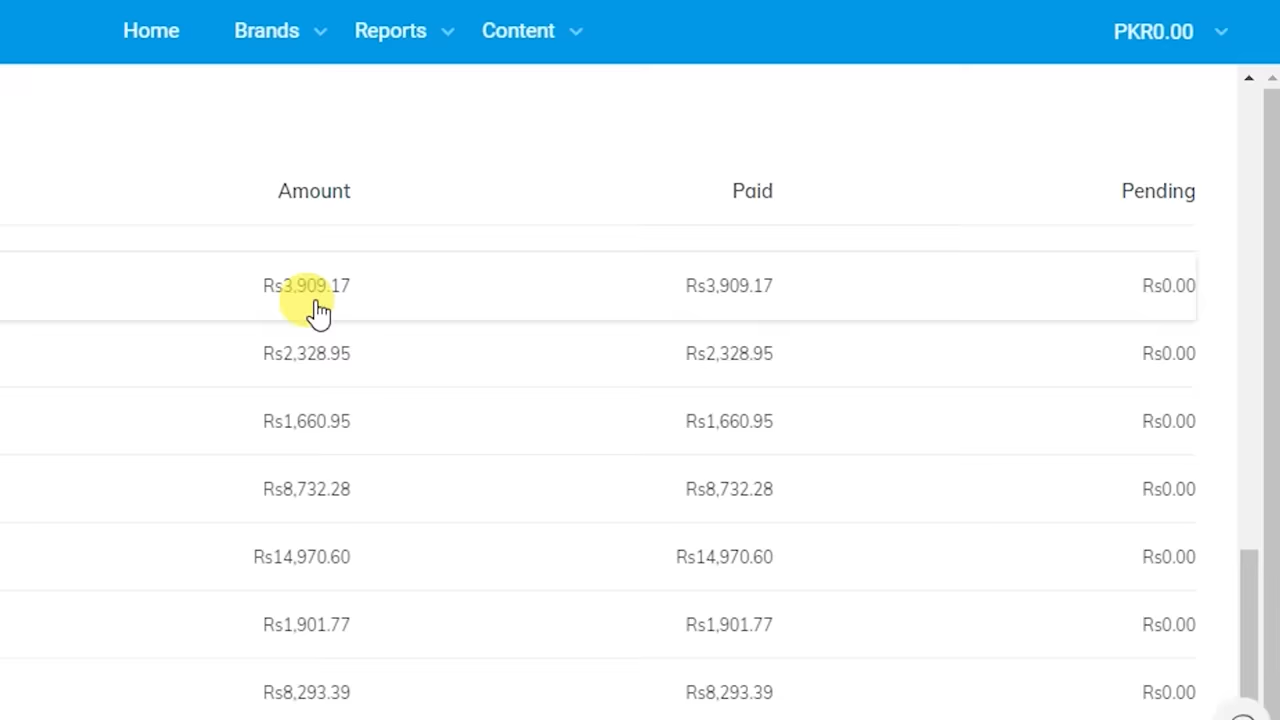 Home Brands Reports Content PKR0.00
Amount Paid Pending
Rs3,909.17 Rs3,909.17 Rs0.00
Rs2,328.95 Rs2,328.95 Rs0.00
Rs1,660.95 Rs1,660.95 Rs0.00
Rs8,732.28 Rs8,732.28 Rs0.00
Rs14,970.60 Rs14,970.60 Rs0.00
Rs1,901.77 Rs1,901.77 Rs0.00
Rs8,293.39 Rs8,293.39 Rs0.00